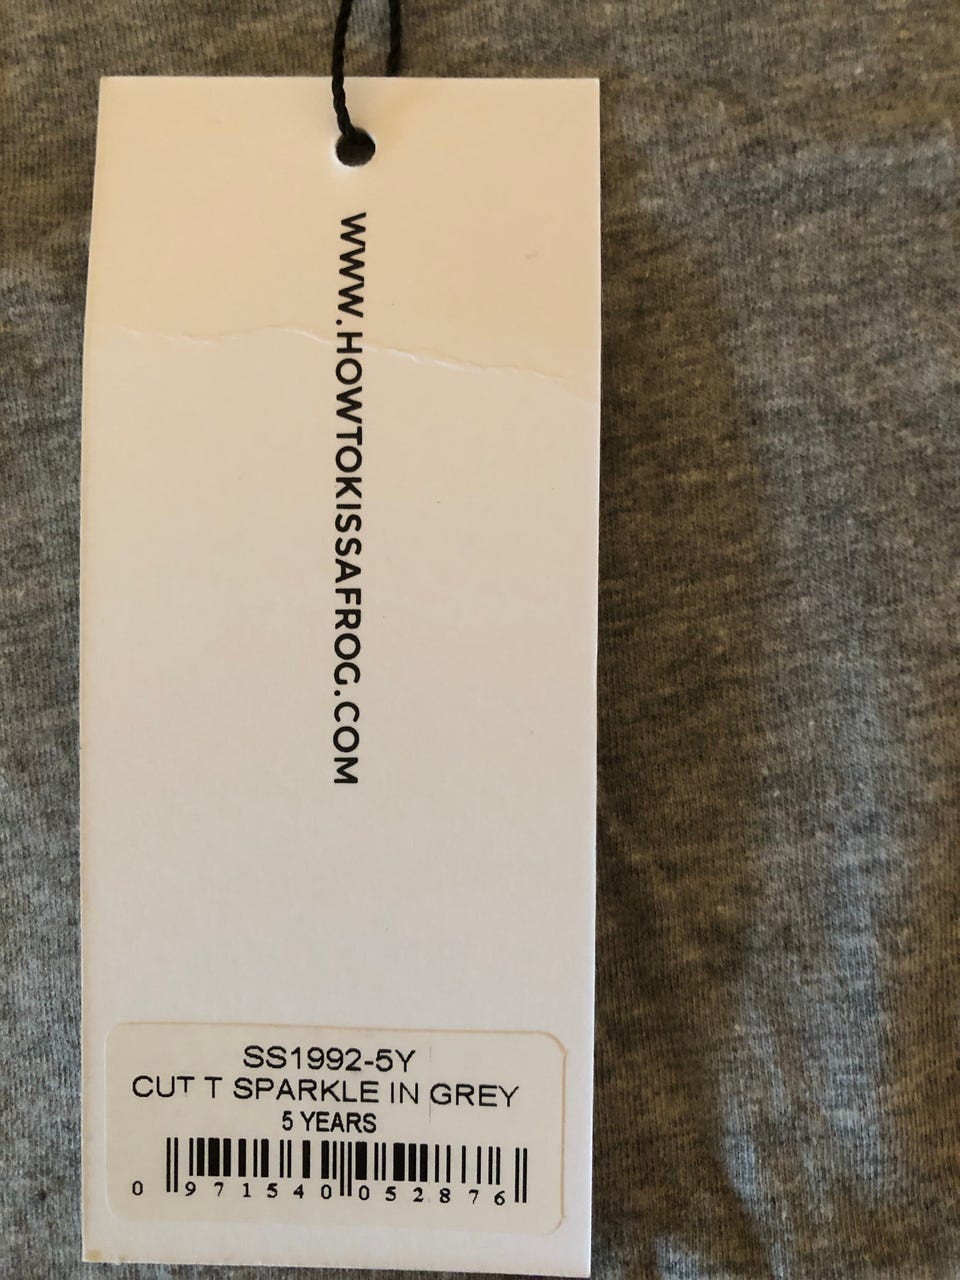 WWW.HOWTOKISSAFROG.COM
SS1992-5Y
CUT T SPARKLE IN GREY
5 YEARS
0 971540 052876